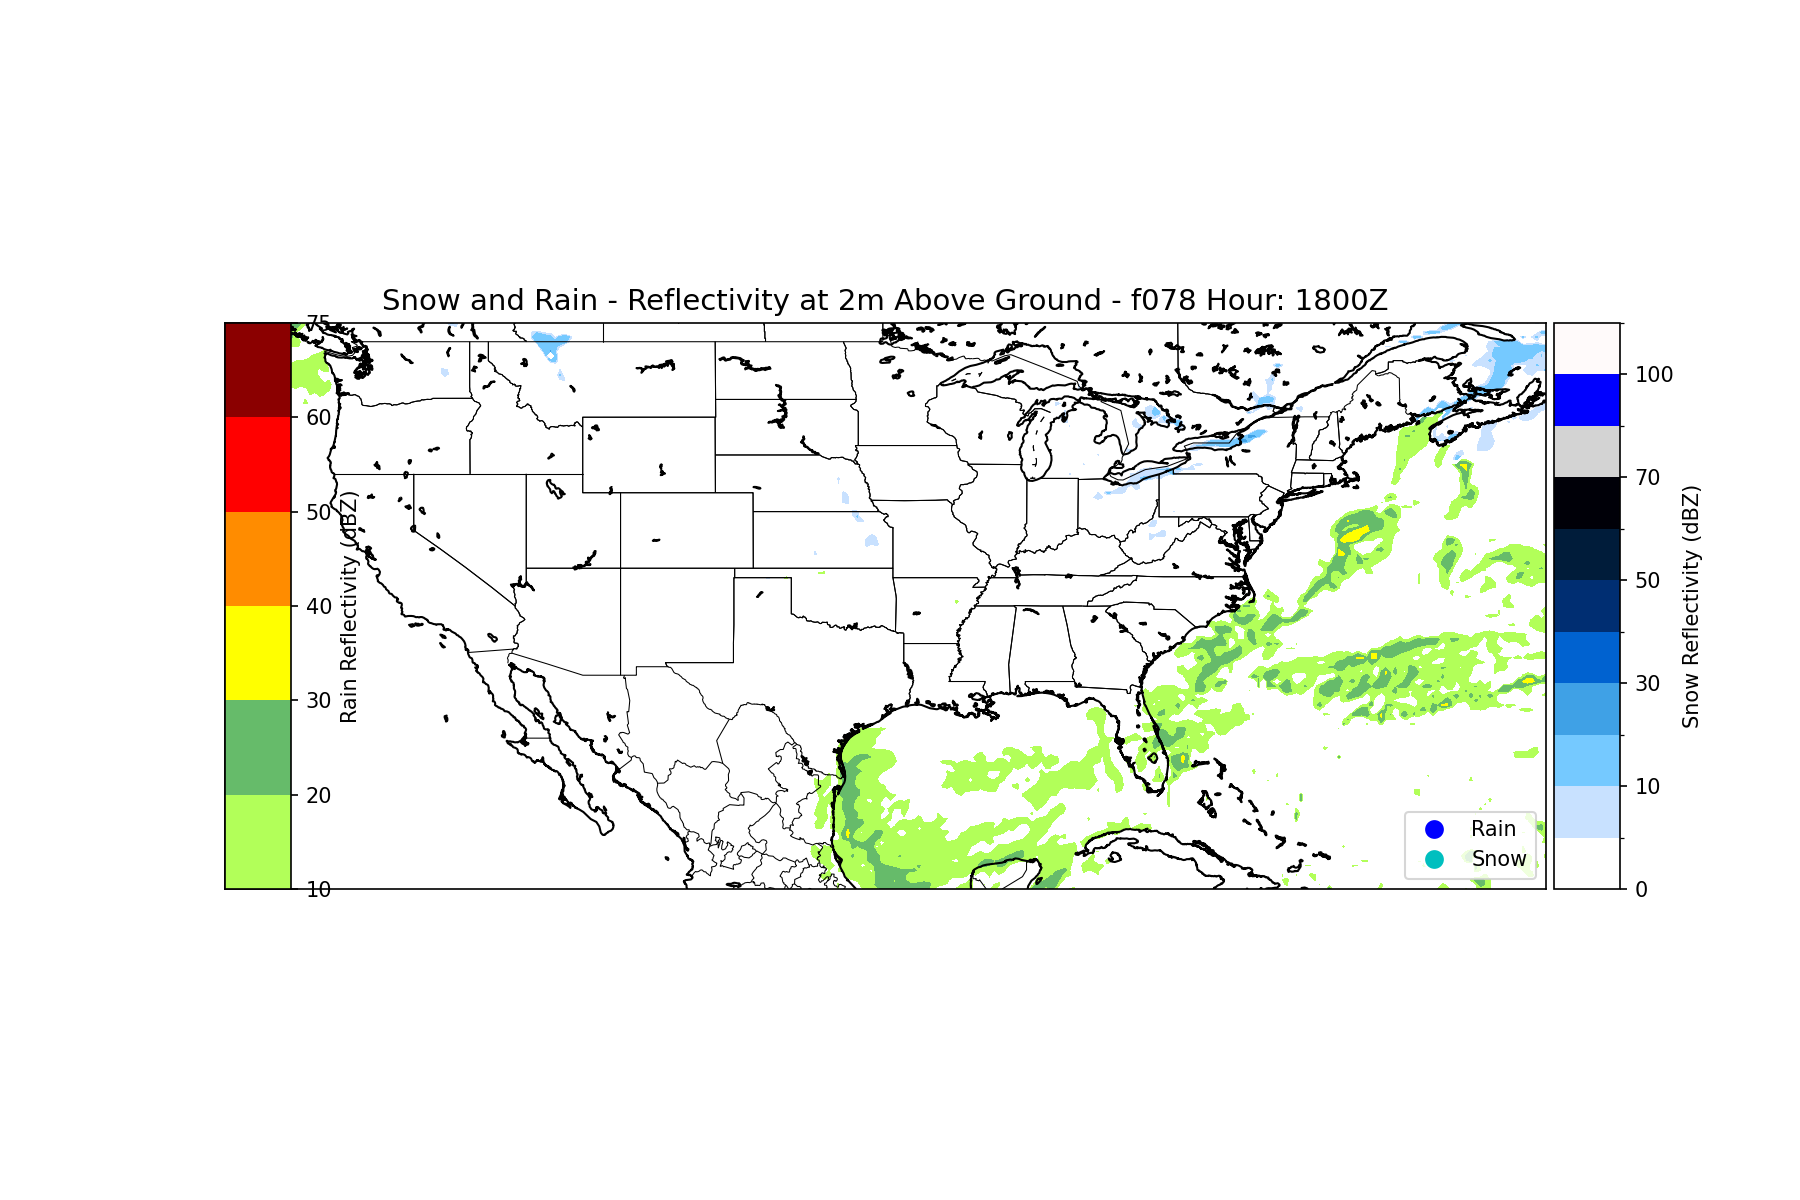 Snow and Rain - Reflectivity at 2m Above Ground - f078 Hour: 1800Z
75
60
50
40
30
20
10
Rain Reflectivity (dBZ)
100
70
50
30
10
0
Snow Reflectivity (dBZ)
Rain
Snow